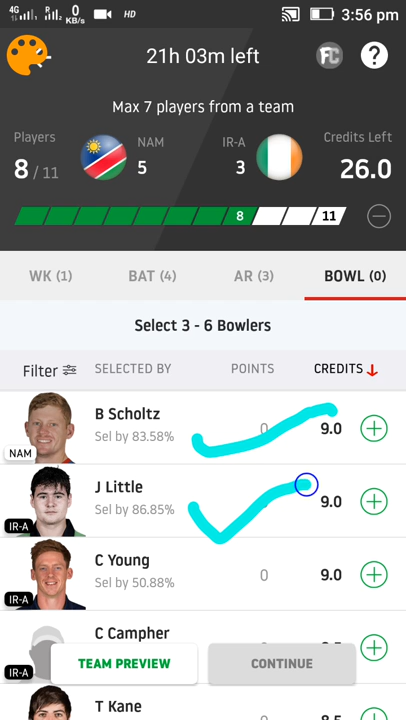 4G R 0 KB/s HD 3:56 pm
21h 03m left FC ?
Max 7 players from a team
Players NAM IR-A Credits Left
8 / 11 5 3 26.0
8 11
WK (1) BAT (4) AR (3) BOWL (0)
Select 3 - 6 Bowlers
Filter SELECTED BY POINTS CREDITS
B Scholtz
Sel by 83.58% 0 9.0
NAM
J Little
Sel by 86.85% 9.0
IR-A
C Young
Sel by 50.88% 0 9.0
IR-A
C Campher
IR-A
TEAM PREVIEW CONTINUE
T Kane
8.5